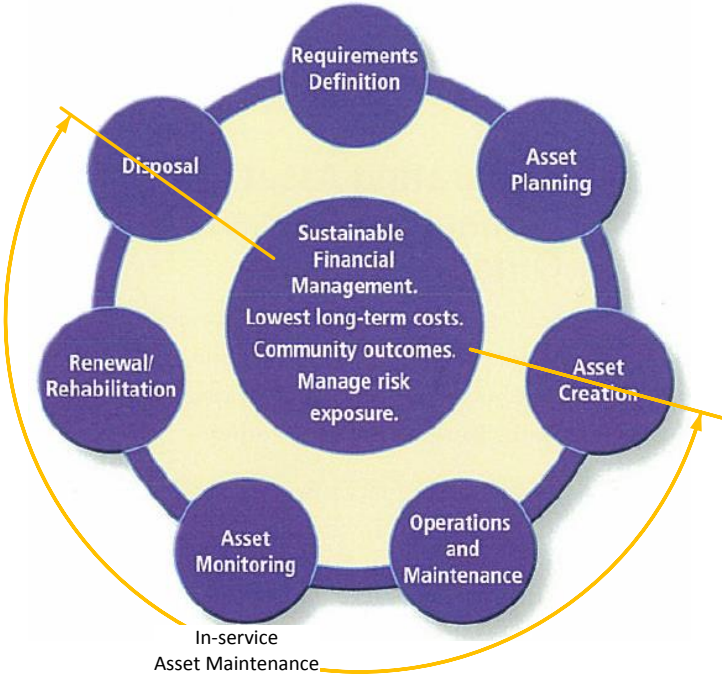 Requirements
Definition
Asset
Planning
Asset
Creation
Operations
and
Maintenance
Asset
Monitoring
Renewal/
Rehabilitation
Disposal
Sustainable
Financial
Management.
Lowest long-term costs.
Community outcomes.
Manage risk
exposure.
In-service
Asset Maintenance